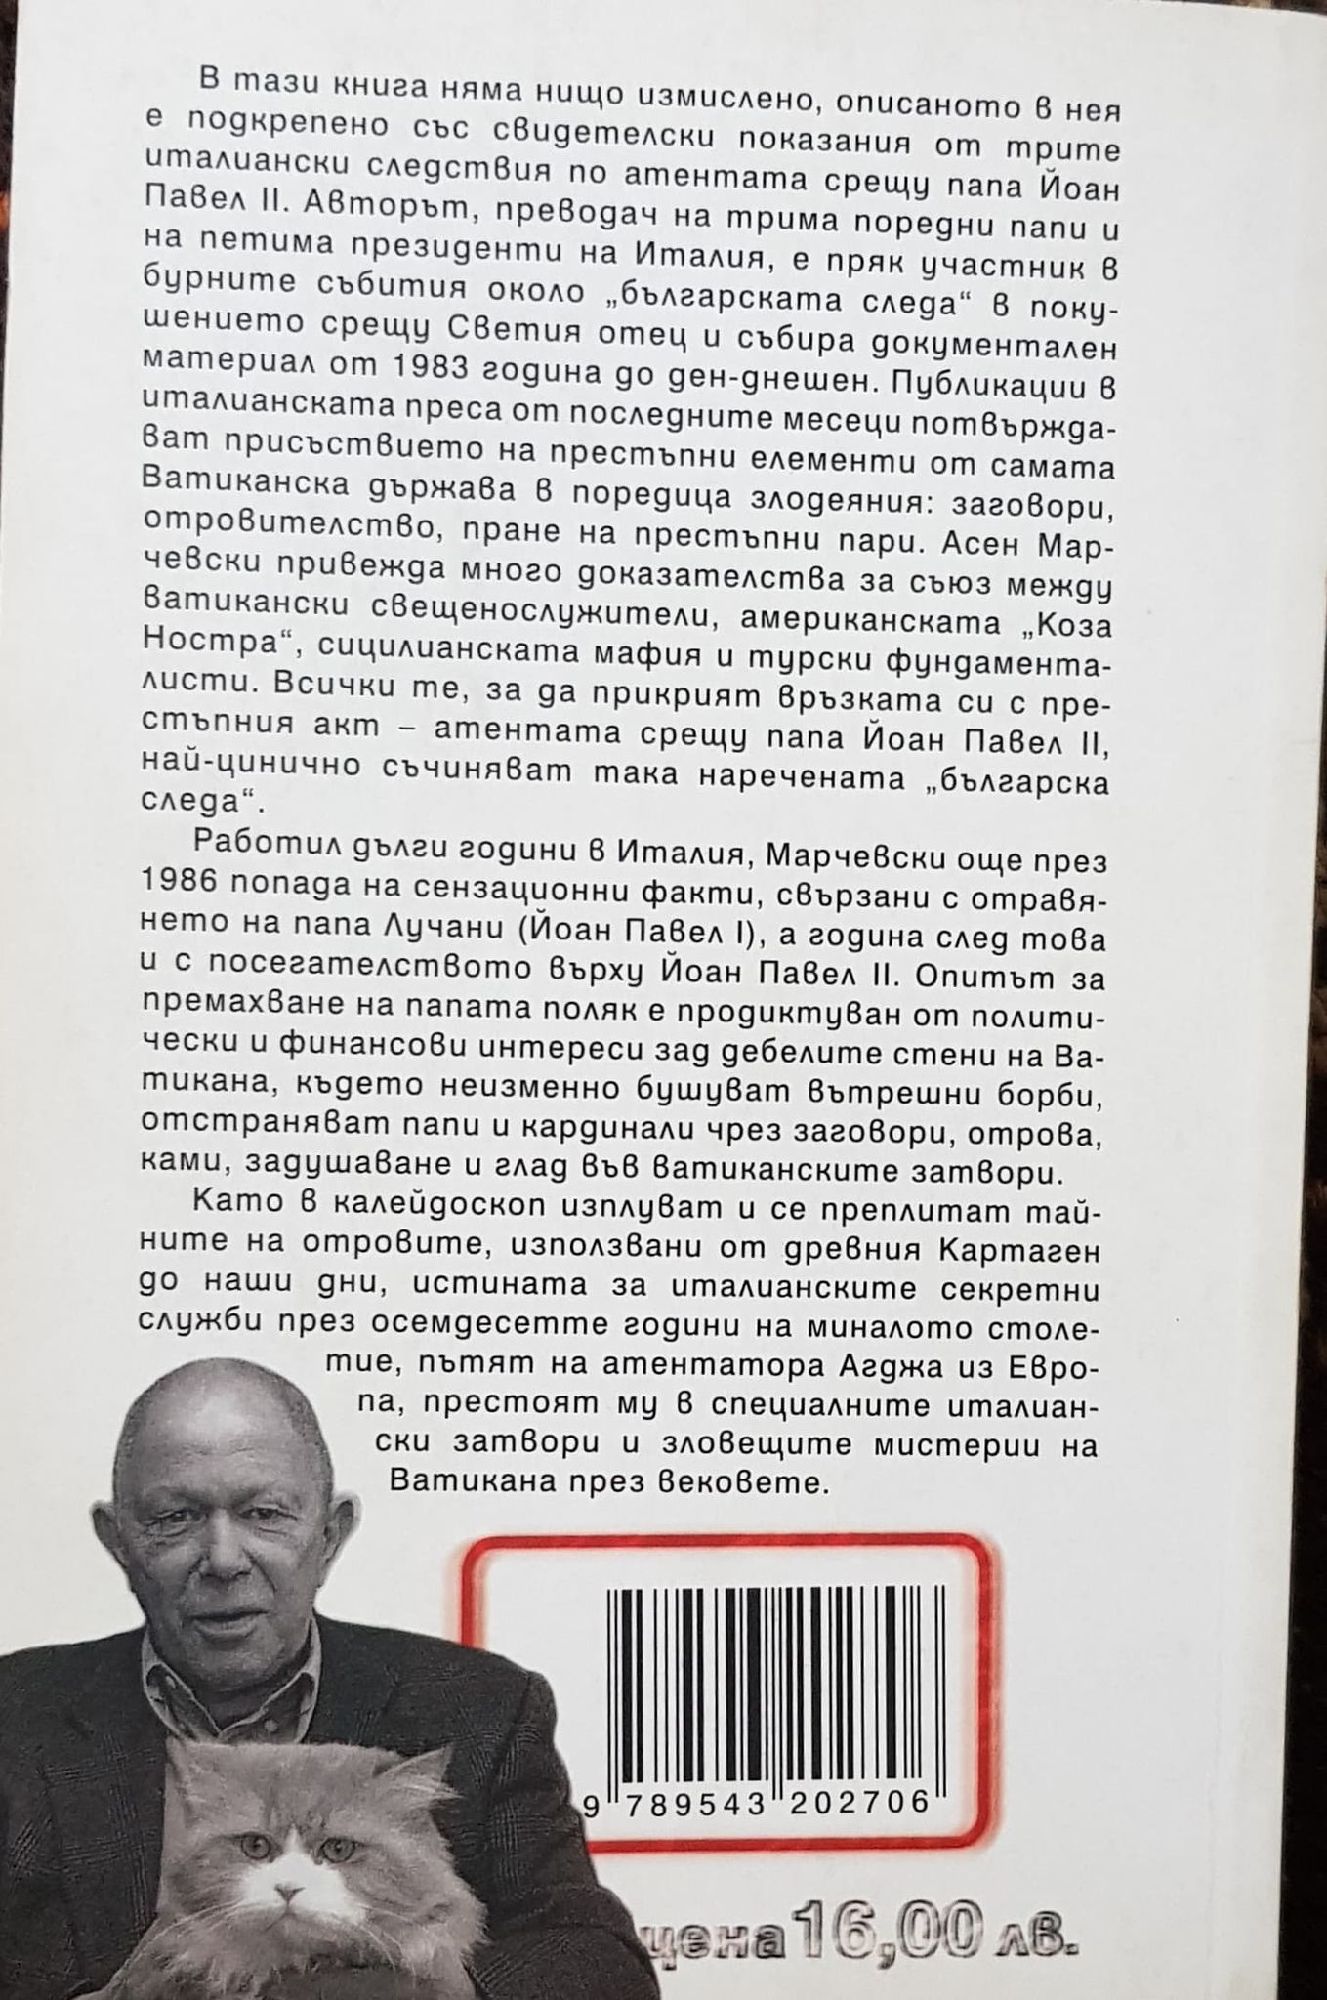 В тази книга няма нищо измислено, описаното в нея
е подкрепено със свидетелски показания от трите
италиански следствия по атентата срещу папа Йоан
Павел II. Авторът, преводач на трима поредни папи и
на петима президенти на Италия, е пряк участник в
бурните събития около „българската следа“ в поку-
шението срещу Светия отец и събира документален
материал от 1983 година до ден-днешен. Публикации в
италианската преса от последните месеци потвържда-
ват присъствието на престъпни елементи от самата
Ватиканска държава в поредица злодеяния: заговори,
отровителство, пране на престъпни пари. Асен Мар-
чевски привежда много доказателства за съюз между
ватикански свещенослужители, американската „Коза
Ностра“, сицилианската мафия и турски фундамента-
листи. Всички те, за да прикрият връзката си с пре-
стъпния акт – атентата срещу папа Йоан Павел II,
най-цинично съчиняват така наречената „българска
следа“.
Работил дълги години в Италия, Марчевски още през
1986 попада на сензационни факти, свързани с отравя-
нето на папа Лучани (Йоан Павел I), а година след това
и с посегателството върху Йоан Павел II. Опитът за
премахване на папата поляк е продиктуван от полити-
чески и финансови интереси зад дебелите стени на Ва-
тикана, където неизменно бушуват вътрешни борби,
отстраняват папи и кардинали чрез заговори, отрова,
ками, задушаване и глад във ватиканските затвори.
Като в калейдоскоп изплуват и се преплитат тай-
ните на отровите, използвани от древния Картаген
до наши дни, истината за италианските секретни
служби през осемдесетте години на миналото столе-
тие, пътят на атентатора Агджа из Евро-
па, престоят му в специалните италиан-
ски затвори и зловещите мистерии на
Ватикана през вековете.
9 789543 202706
цена 16,00 лв.